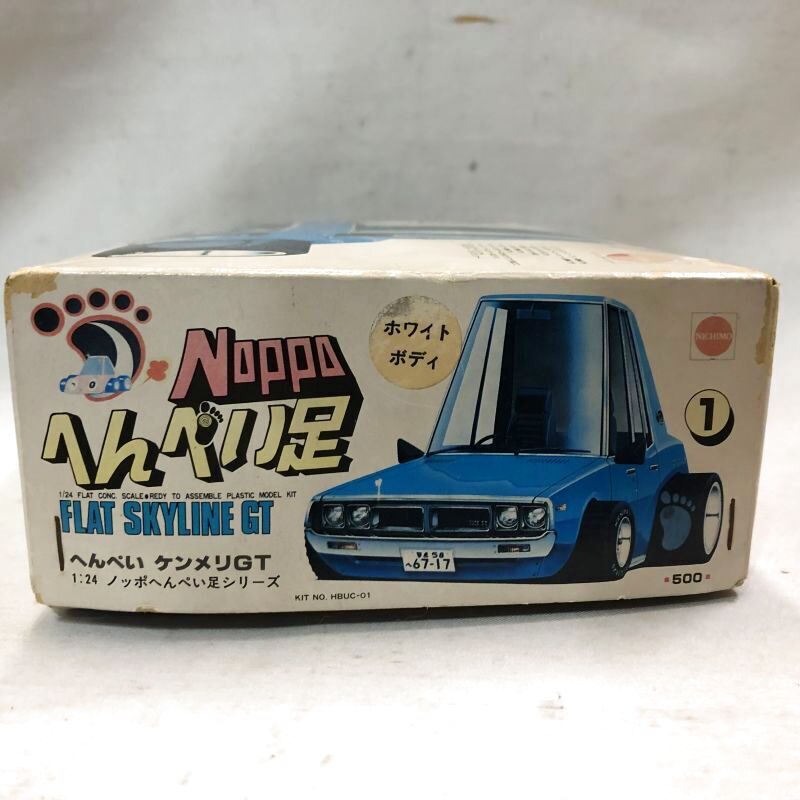 Noppo
へんぺい足
1/24 FLAT CONC. SCALE●REDY TO ASSEMBLE PLASTIC MODEL KIT
FLAT SKYLINE GT
へんぺい ケンメリGT
1:24 ノッポへんぺい足シリーズ
KIT NO. HBUC-01
ホワイト
ボディ
NICHIMO
1
へ67-17
500